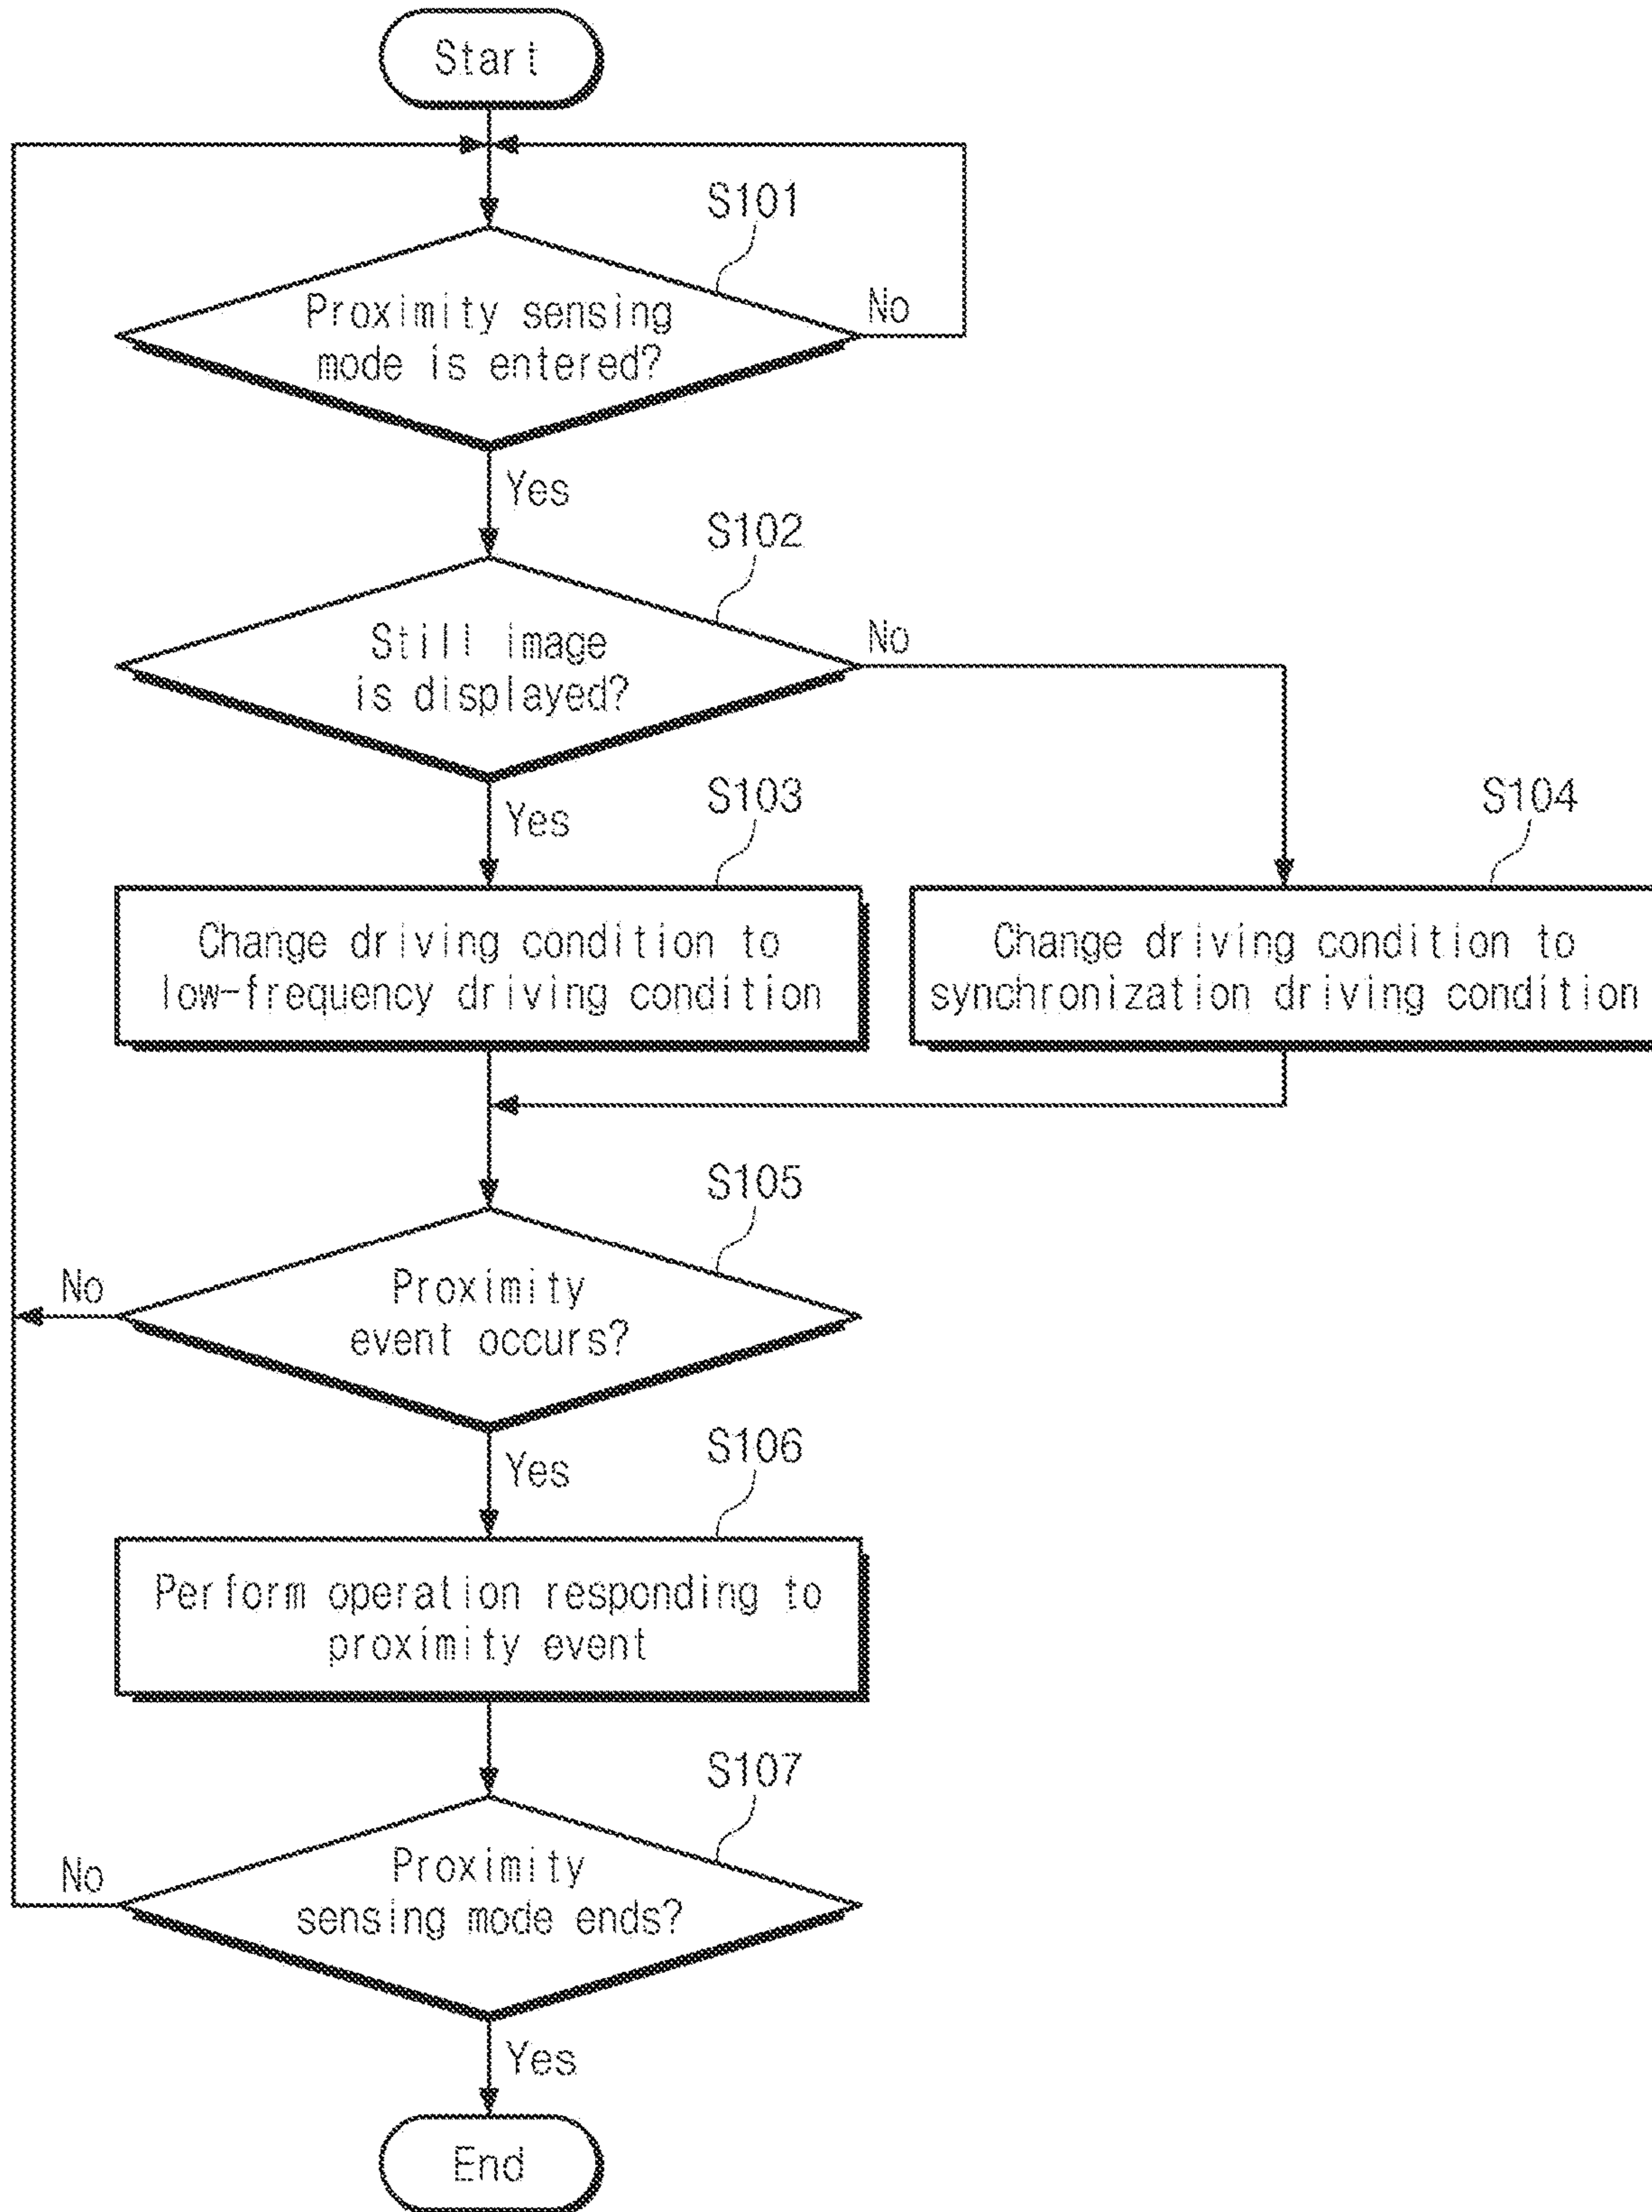 Start
S101
Proximity sensing
mode is entered?
No
Yes
S102
Still image
is displayed?
No
Yes
S103
S104
Change driving condition to
low-frequency driving condition
Change driving condition to
synchronization driving condition
S105
No
Proximity
event occurs?
Yes
S106
Perform operation responding to
proximity event
S107
No
Proximity
sensing mode ends?
Yes
End